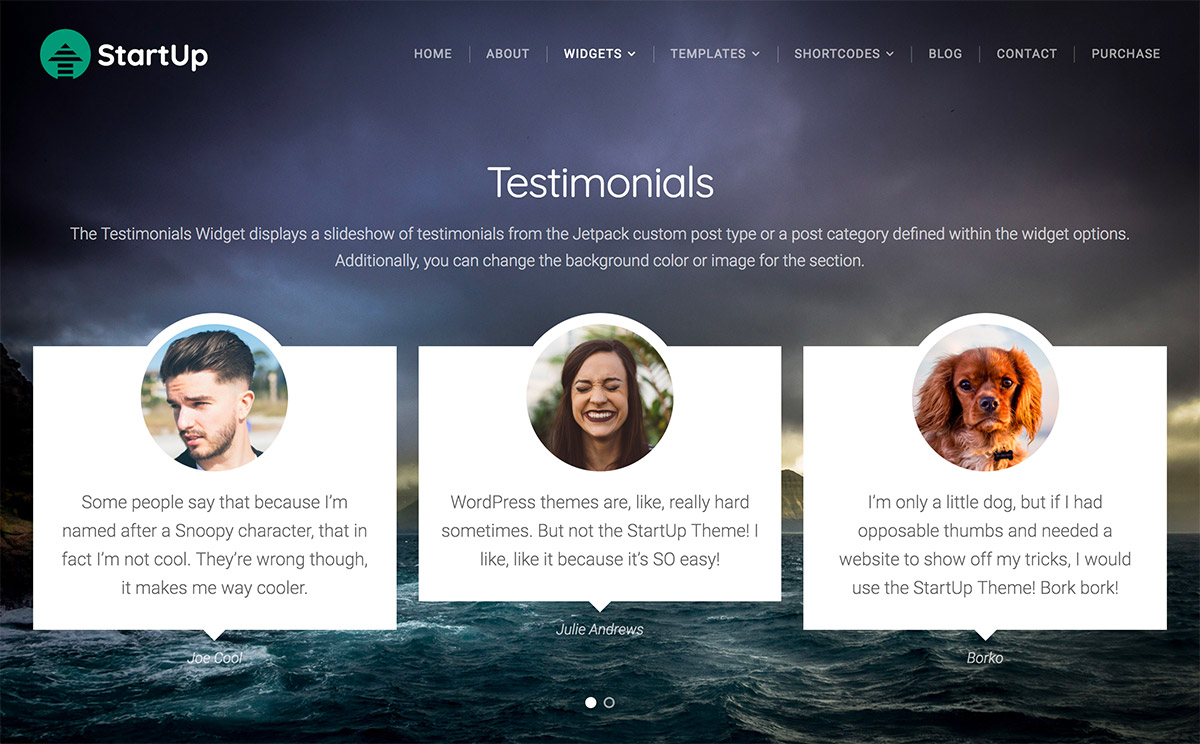 StartUp
HOME ABOUT WIDGETS TEMPLATES SHORTCODES BLOG CONTACT PURCHASE
Testimonials
The Testimonials Widget displays a slideshow of testimonials from the Jetpack custom post type or a post category defined within the widget options.
Additionally, you can change the background color or image for the section.
Some people say that because I’m
named after a Snoopy character, that in
fact I’m not cool. They’re wrong though,
it makes me way cooler.
Joe Cool
WordPress themes are, like, really hard
sometimes. But not the StartUp Theme! I
like, like it because it’s SO easy!
Julie Andrews
I’m only a little dog, but if I had
opposable thumbs and needed a
website to show off my tricks, I would
use the StartUp Theme! Bork bork!
Borko